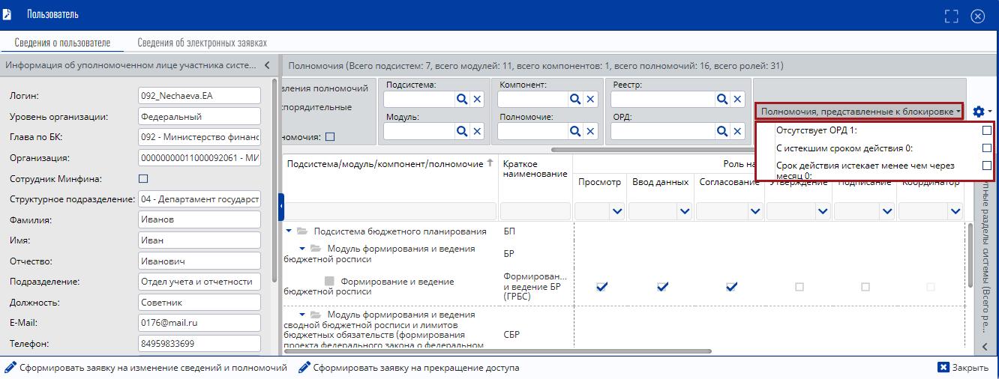 Пользователь
Сведения о пользователе
Сведения об электронных заявках
Информация об уполномоченном лице участника систе...
Логин:
092_Nechaeva.EA
Уровень организации:
Федеральный
Глава по БК:
092 - Министерство финанс
Организация:
00000000011000092061 - МИ
Сотрудник Минфина:
Структурное подразделение:
04 - Департамент государст
Фамилия:
Иванов
Имя:
Иван
Отчество:
Иванович
Подразделение:
Отдел учета и отчетности
Должность:
Советник
E-Mail:
0176@mail.ru
Телефон:
84959833699
Полномочия (Всего подсистем: 7, всего модулей: 11, всего компонентов: 1, всего полномочий: 16, всего ролей: 31)
вления полномочий
спорядительные
номочия:
Подсистема:
Модуль:
Компонент:
Полномочие:
Реестр:
ОРД:
Полномочия, представленные к блокировке
Отсутствует ОРД 1:
С истекшим сроком действия 0:
Срок действия истекает менее чем через
месяц 0:
Подсистема/модуль/компонент/полномочие
Краткое
наименование
Роль на
Просмотр
Ввод данных
Согласование
Утверждение
Подписание
Координатор
Подсистема бюджетного планирования
БП
Модуль формирования и ведения
бюджетной росписи
БР
Формирование и ведение
бюджетной росписи
Формирован...
и ведение БР
(ГРБС)
Модуль формирования и ведения
сводной бюджетной росписи и лимитов
бюджетных обязательств (формирования
проекта федерального закона о федеральном
СБР
упные разделы системы (Всего ре...
Сформировать заявку на изменение сведений и полномочий
Сформировать заявку на прекращение доступа
Закрыть